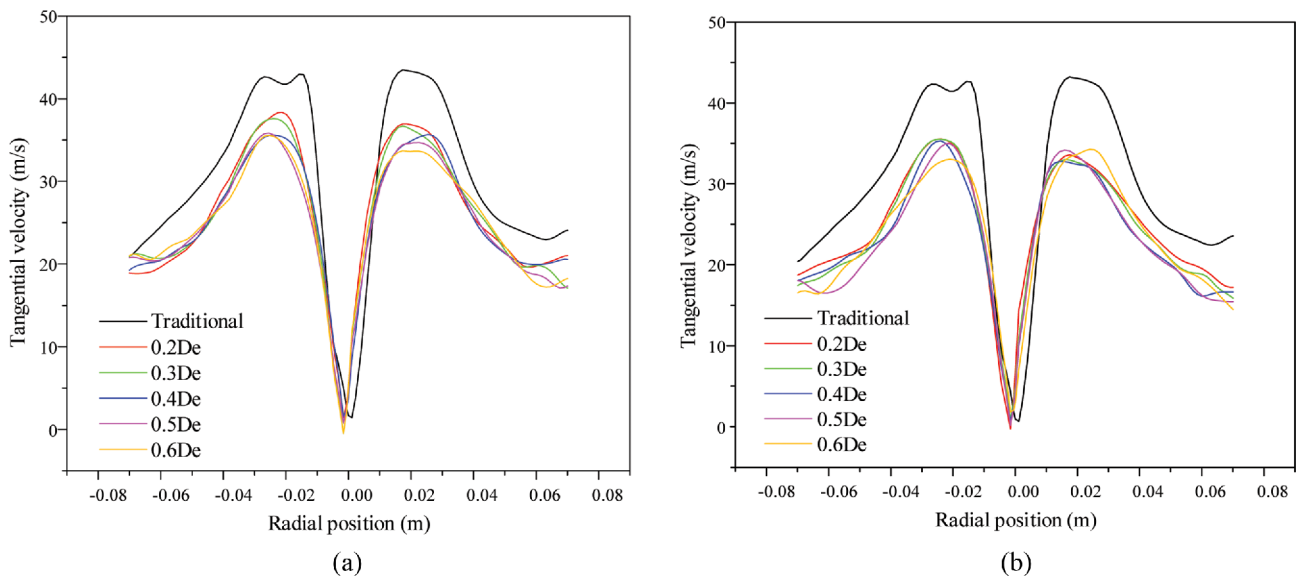 50
40
30
20
10
0
Tangential velocity (m/s)
Traditional
0.2De
0.3De
0.4De
0.5De
0.6De
-0.08 -0.06 -0.04 -0.02 0.00 0.02 0.04 0.06 0.08
Radial position (m)
(a)
50
40
30
20
10
0
Tangential velocity (m/s)
Traditional
0.2De
0.3De
0.4De
0.5De
0.6De
-0.08 -0.06 -0.04 -0.02 0.00 0.02 0.04 0.06 0.08
Radial position (m)
(b)